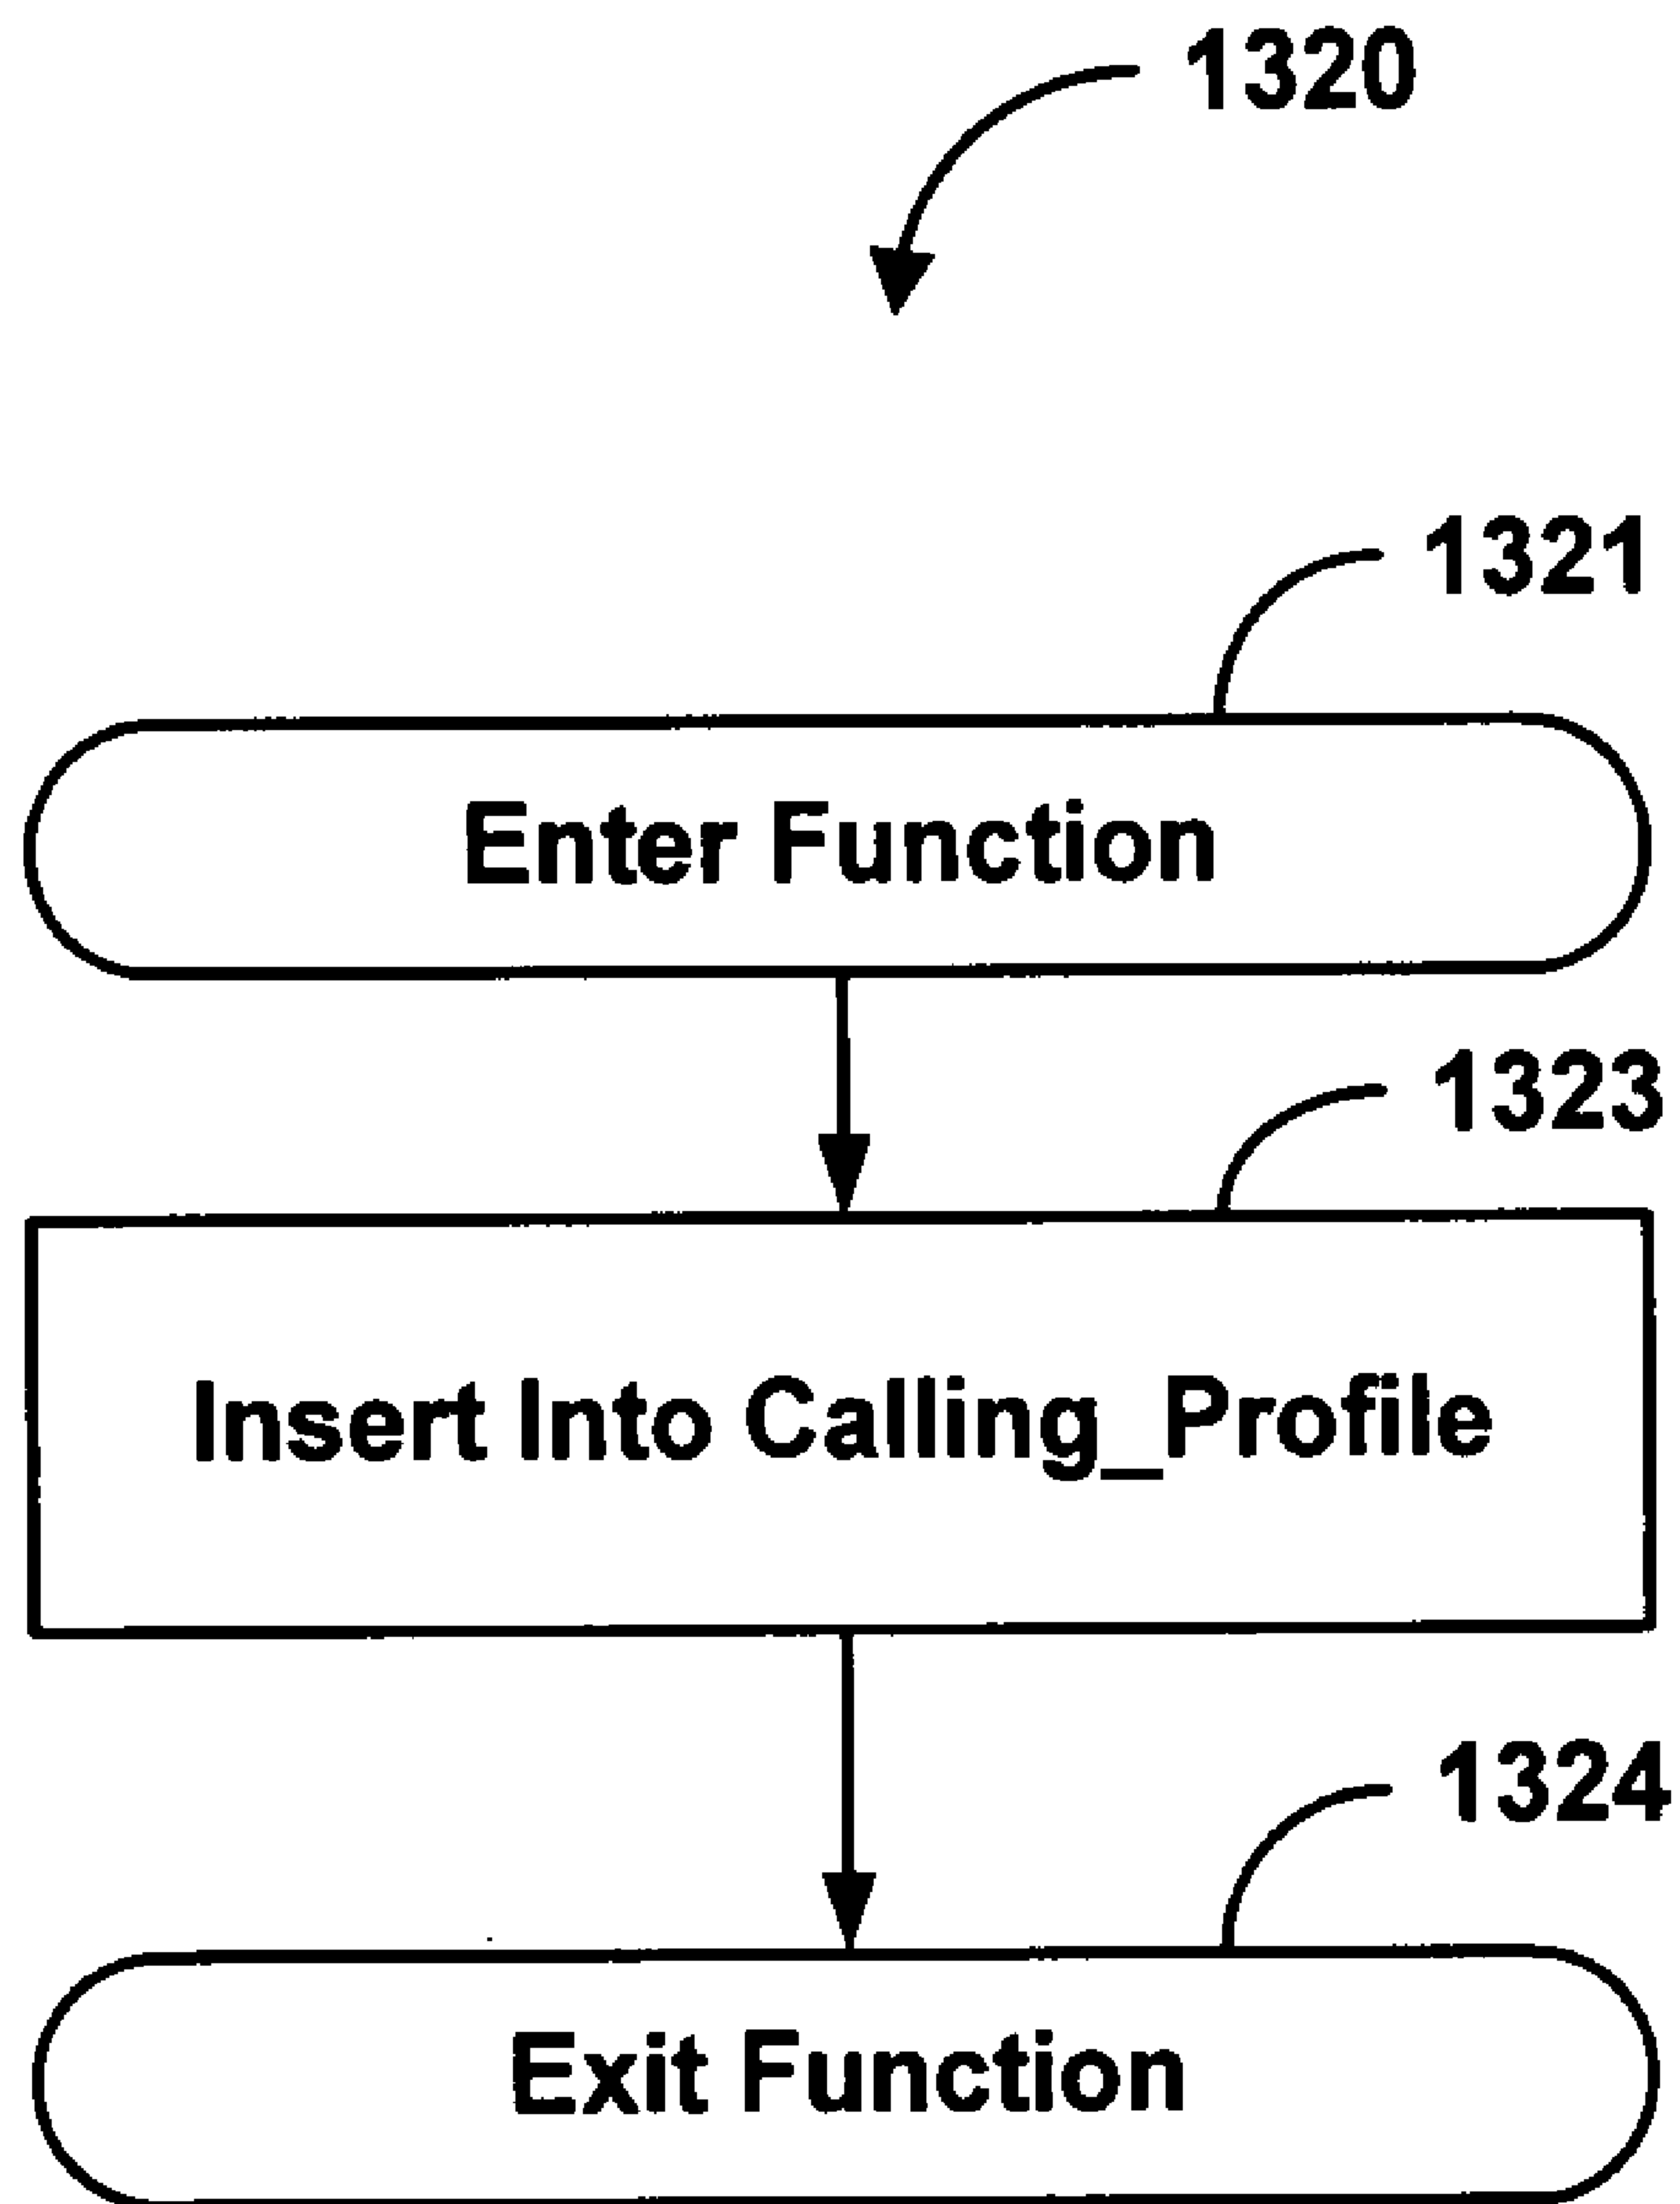 1320
1321
Enter Function
1323
Insert Into Calling_Profile
1324
Exit Function